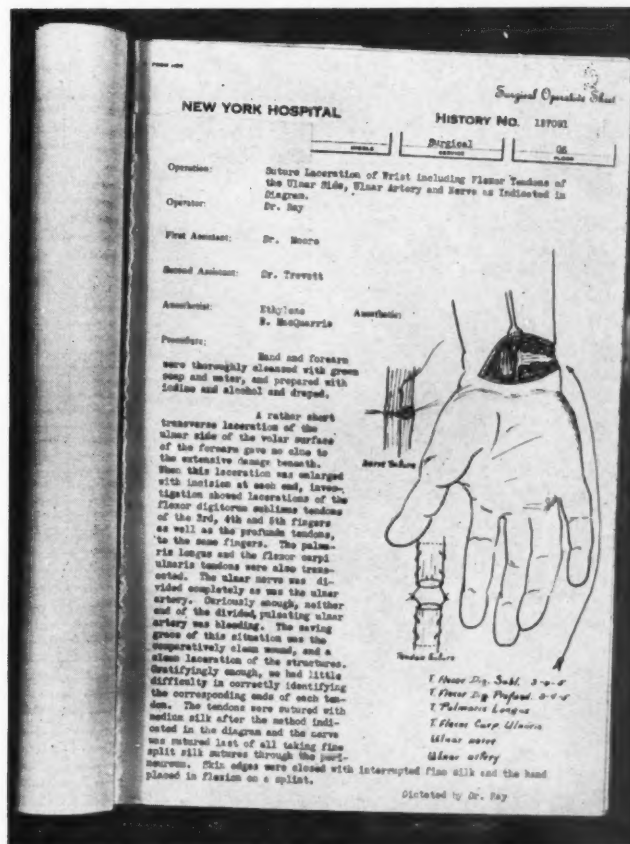 Surgical Operative Sheet
NEW YORK HOSPITAL
HISTORY No. 127091
Surgical
SERVICE
FLOOR
Operation: Suture Laceration of Wrist including Flexor Tendons of
the Ulnar Side, Ulnar Artery and Nerve as Indicated in
Diagram.
Operator: Dr. Ray
First Assistant: Dr. Moore
Second Assistant: Dr. Trevett
Anaesthetist: Ethylene Anaesthetic:
E. MacQuarrie
Procedure:
Hand and forearm
were thoroughly cleansed with green
soap and water, and prepared with
iodine and alcohol and draped.
A rather short
transverse laceration of the
ulnar side of the volar surface
of the forearm gave no clue to
the extensive damage beneath.
When this laceration was enlarged
with incision at each end, inves-
tigation showed lacerations of the
flexor digitorum sublimis tendons
of the 3rd, 4th and 5th fingers
as well as the profundus tendons,
to the same fingers. The palma-
ris longus and the flexor carpi
ulnaris tendons were also trans-
ected. The ulnar nerve was di-
vided completely as was the ulnar
artery. Curiously enough, neither
end of the divided, pulsating ulnar
artery was bleeding. The saving
grace of this situation was the
comparatively clean wound, and a
clean laceration of the structures.
Gratifyingly enough, we had little
difficulty in correctly identifying
the corresponding ends of each ten-
don. The tendons were sutured with
medium silk after the method indi-
cated in the diagram and the nerve
was sutured last of all taking fine
split silk sutures through the peri-
neurum. Skin edges were closed with interrupted fine silk and the hand
placed in flexion on a splint.
Nerve Suture
Tendon Suture
T. Flexor Dig. Subl. 3-4-5
T. Flexor Dig. Profund. 3-4-5
T. Palmaris Longus
T. Flexor Carp. Ulnaris
Ulnar nerve
Ulnar artery
Dictated by Dr. Ray